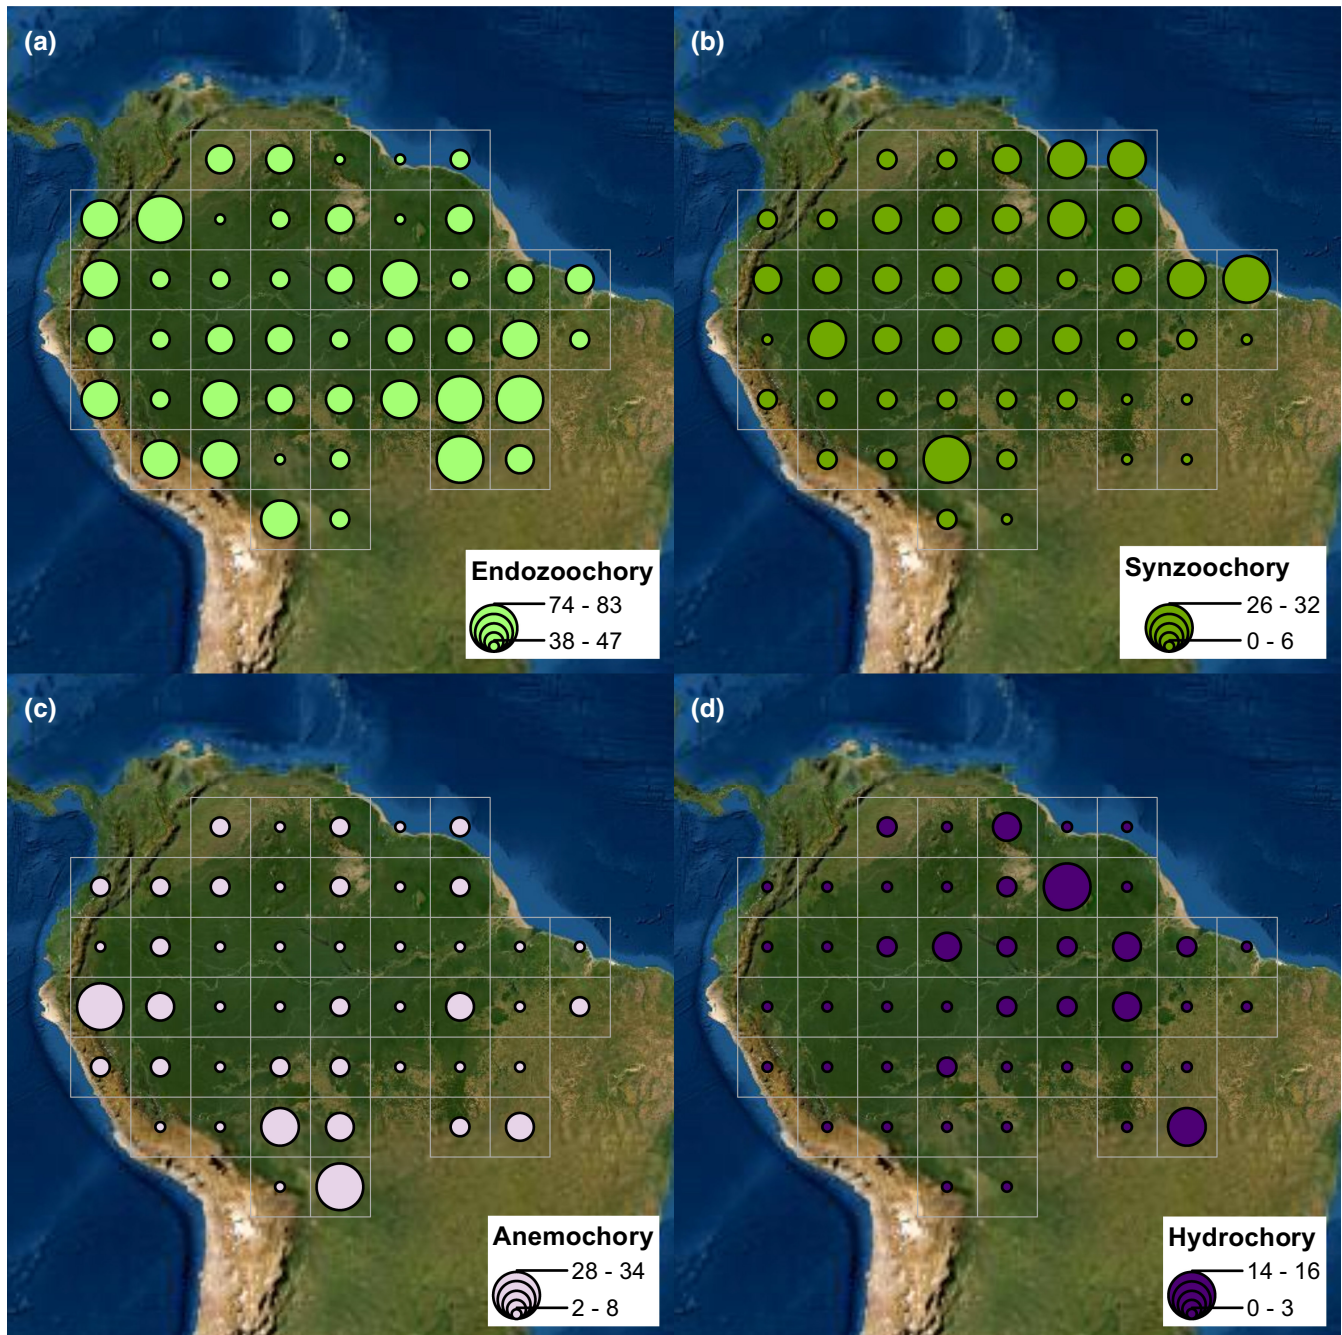 (a)
Endozoochory
74 - 83
38 - 47
(b)
Synzoochory
26 - 32
0 - 6
(c)
Anemochory
28 - 34
2 - 8
(d)
Hydrochory
14 - 16
0 - 3